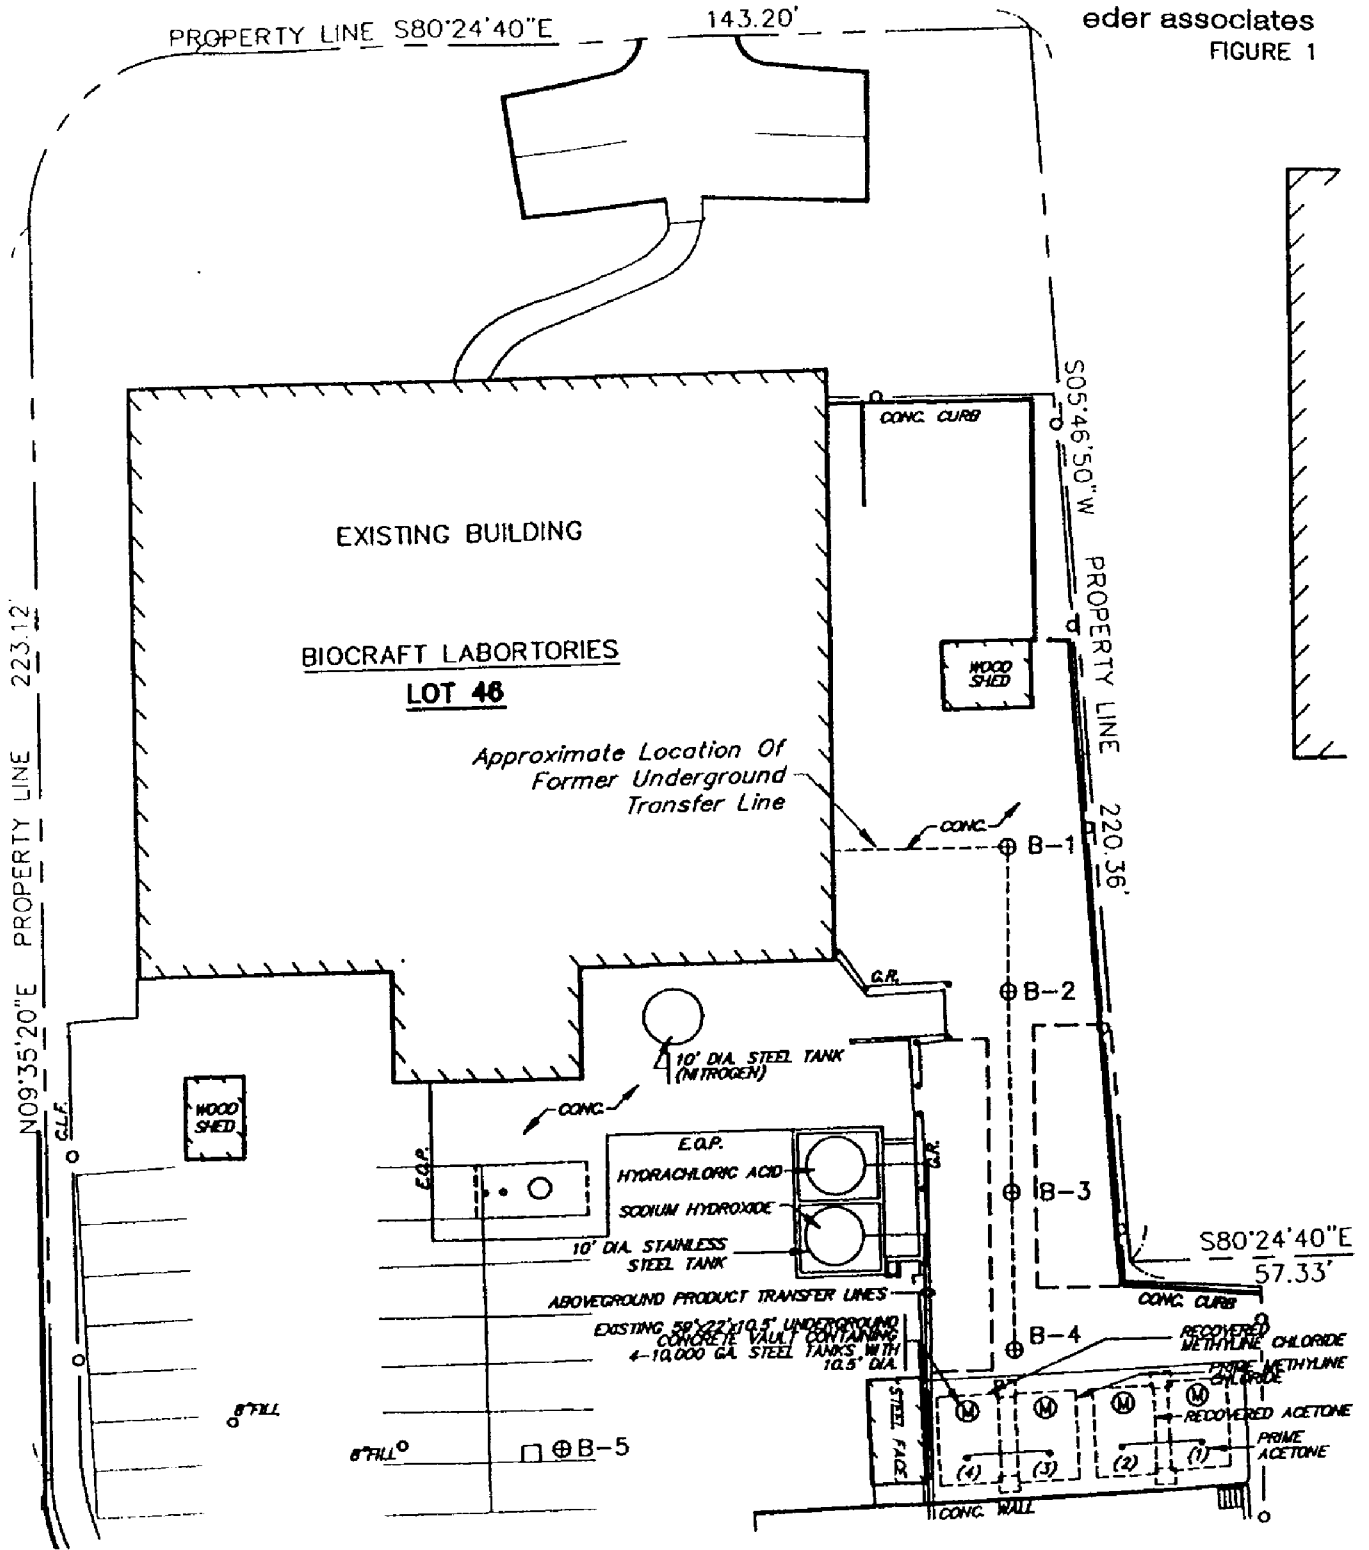 eder associates
FIGURE 1
PROPERTY LINE S80°24'40"E 143.20'
S05°46'50"W PROPERTY LINE 220.36'
N09°35'20"E PROPERTY LINE 223.12'
CONC. CURB
EXISTING BUILDING
BIOCRAFT LABORTORIES
LOT 46
WOOD
SHED
Approximate Location Of
Former Underground
Transfer Line
CONC.
B-1
G.R.
B-2
10' DIA. STEEL TANK
(NITROGEN)
CONC.
WOOD
SHED
C.L.F.
E.O.P.
E.O.P.
G.R.
HYDRACHLORIC ACID
B-3
SODIUM HYDROXIDE
10' DIA. STAINLESS
STEEL TANK
S80°24'40"E
57.33'
CONC. CURB
ABOVEGROUND PRODUCT TRANSFER LINES
EXISTING 59'x22'x10.5' UNDERGROUND
CONCRETE VAULT CONTAINING
4-10,000 GA. STEEL TANKS WITH
10.5' DIA.
B-4
RECOVERED
METHYLINE CHLORIDE
PRIME METHYLINE
CHLORIDE
STEEL FACE
M M M M
RECOVERED ACETONE
PRIME
ACETONE
8"FILL
8"FILL
B-5
(4) (3) (2) (1)
CONC. WALL